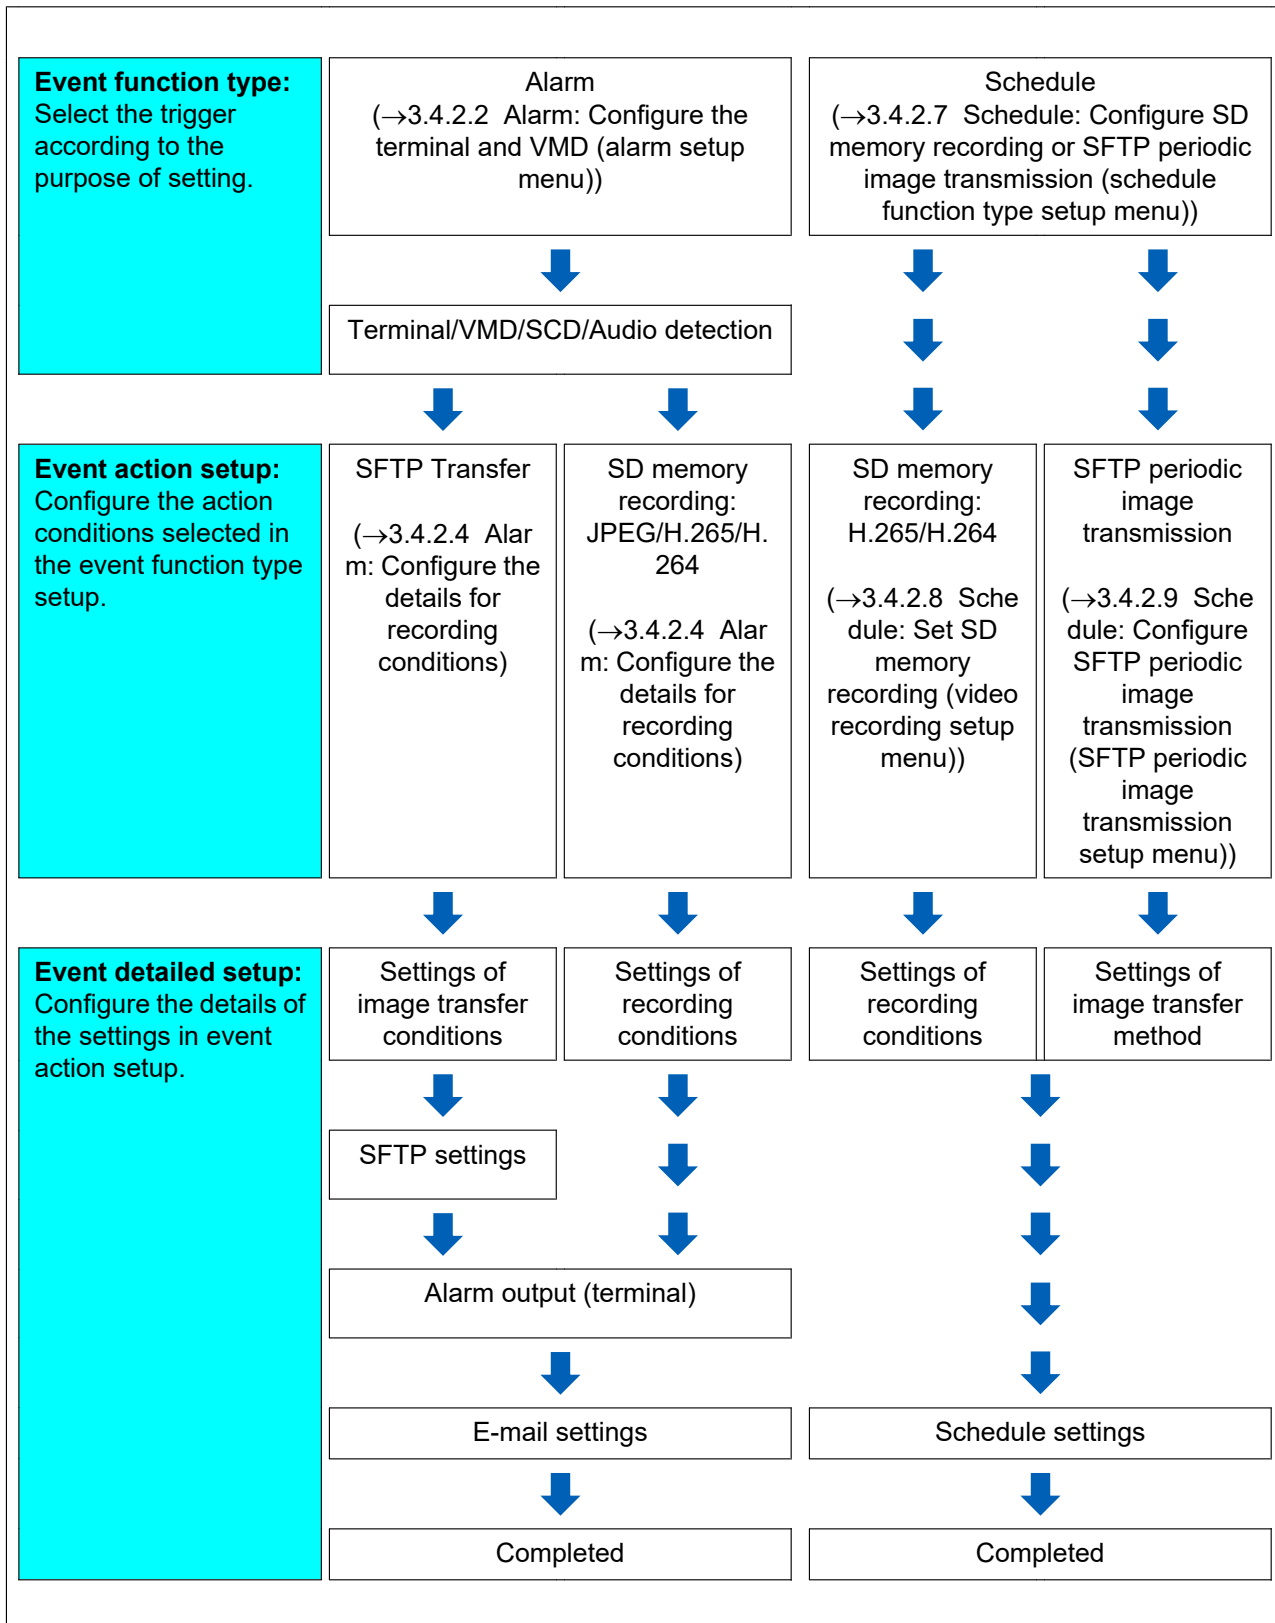 Event function type:
Select the trigger
according to the
purpose of setting.
Alarm
(→3.4.2.2 Alarm: Configure the
terminal and VMD (alarm setup
menu))
Schedule
(→3.4.2.7 Schedule: Configure SD
memory recording or SFTP periodic
image transmission (schedule
function type setup menu))
Terminal/VMD/SCD/Audio detection
Event action setup:
Configure the action
conditions selected in
the event function type
setup.
SFTP Transfer
(→3.4.2.4 Alar
m: Configure the
details for
recording
conditions)
SD memory
recording:
JPEG/H.265/H.
264
(→3.4.2.4 Alar
m: Configure the
details for
recording
conditions)
SD memory
recording:
H.265/H.264
(→3.4.2.8 Sche
dule: Set SD
memory
recording (video
recording setup
menu))
SFTP periodic
image
transmission
(→3.4.2.9 Sche
dule: Configure
SFTP periodic
image
transmission
(SFTP periodic
image
transmission
setup menu))
Event detailed setup:
Configure the details of
the settings in event
action setup.
Settings of
image transfer
conditions
Settings of
recording
conditions
Settings of
recording
conditions
Settings of
image transfer
method
SFTP settings
Alarm output (terminal)
E-mail settings
Schedule settings
Completed
Completed